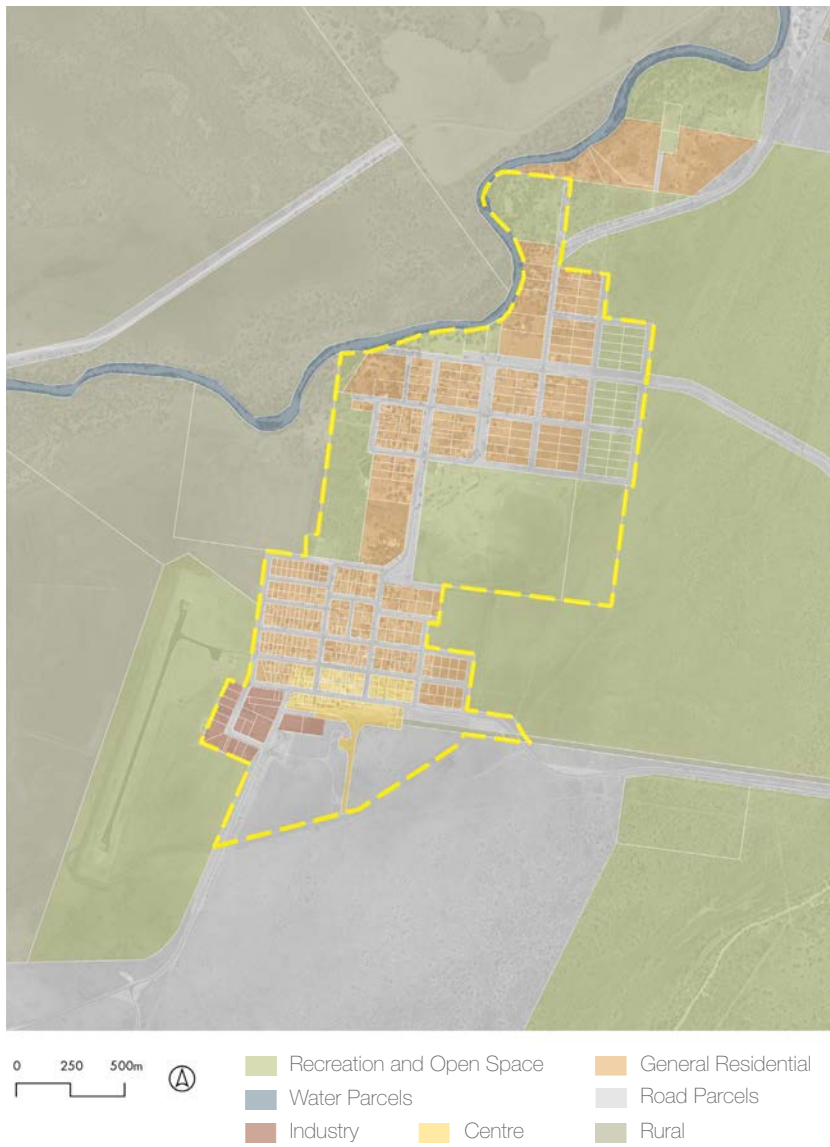 0 250 500m
Recreation and Open Space
General Residential
Water Parcels
Road Parcels
Industry
Centre
Rural